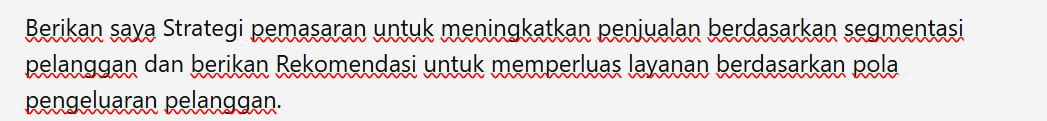 Berikan saya Strategi pemasaran untuk meningkatkan penjualan berdasarkan segmentasi
pelanggan dan berikan Rekomendasi untuk memperluas layanan berdasarkan pola
pengeluaran pelanggan.